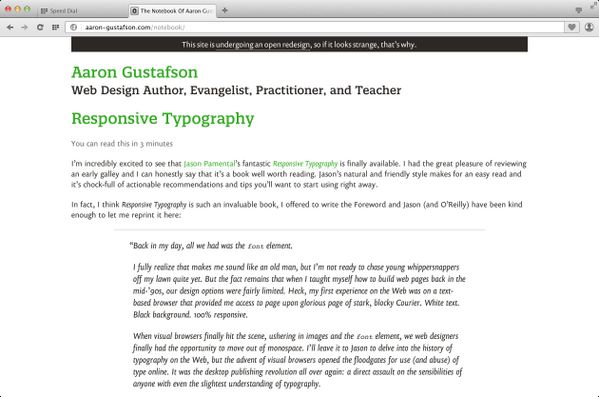 Speed Dial
The Notebook Of Aaron Gus
aaron-gustafson.com/notebook/
This site is undergoing an open redesign, so if it looks strange, that's why.
Aaron Gustafson
Web Design Author, Evangelist, Practitioner, and Teacher
Responsive Typography
You can read this in 3 minutes
I'm incredibly excited to see that Jason Pamental's fantastic Responsive Typography is finally available. I had the great pleasure of reviewing
an early galley and I can honestly say that it's a book well worth reading. Jason's natural and friendly style makes for an easy read and
it's chock-full of actionable recommendations and tips you'll want to start using right away.
In fact, I think Responsive Typography is such an invaluable book, I offered to write the Foreword and Jason (and O'Reilly) have been kind
enough to let me reprint it here:
"Back in my day, all we had was the font element.
I fully realize that makes me sound like an old man, but I'm not ready to chase young whippersnappers
off my lawn quite yet. But the fact remains that when I taught myself how to build web pages back in the
mid-'90s, our design options were fairly limited. Heck, my first experience on the Web was on a text-
based browser that provided me access to page upon glorious page of stark, blocky Courier. White text.
Black background. 100% responsive.
When visual browsers finally hit the scene, ushering in images and the font element, we web designers
finally had the opportunity to move out of monospace. I'll leave it to Jason to delve into the history of
typography on the Web, but the advent of visual browsers opened the floodgates for use (and abuse) of
type online. It was the desktop publishing revolution all over again: a direct assault on the sensibilities of
anyone with even the slightest understanding of typography.